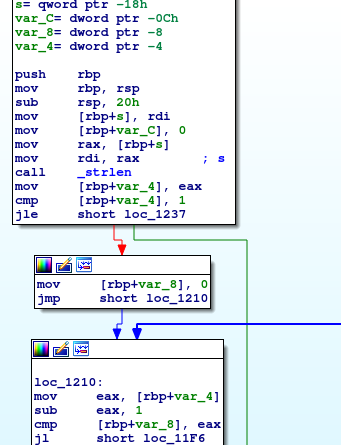 s= qword ptr -18h
var_C= dword ptr -0Ch
var_8= dword ptr -8
var_4= dword ptr -4
push rbp
mov rbp, rsp
sub rsp, 20h
mov [rbp+s], rdi
mov [rbp+var_C], 0
mov rax, [rbp+s]
mov rdi, rax ; s
call _strlen
mov [rbp+var_4], eax
cmp [rbp+var_4], 1
jle short loc_1237
mov [rbp+var_8], 0
jmp short loc_1210
loc_1210:
mov eax, [rbp+var_4]
sub eax, 1
cmp [rbp+var_8], eax
jl short loc_11F6